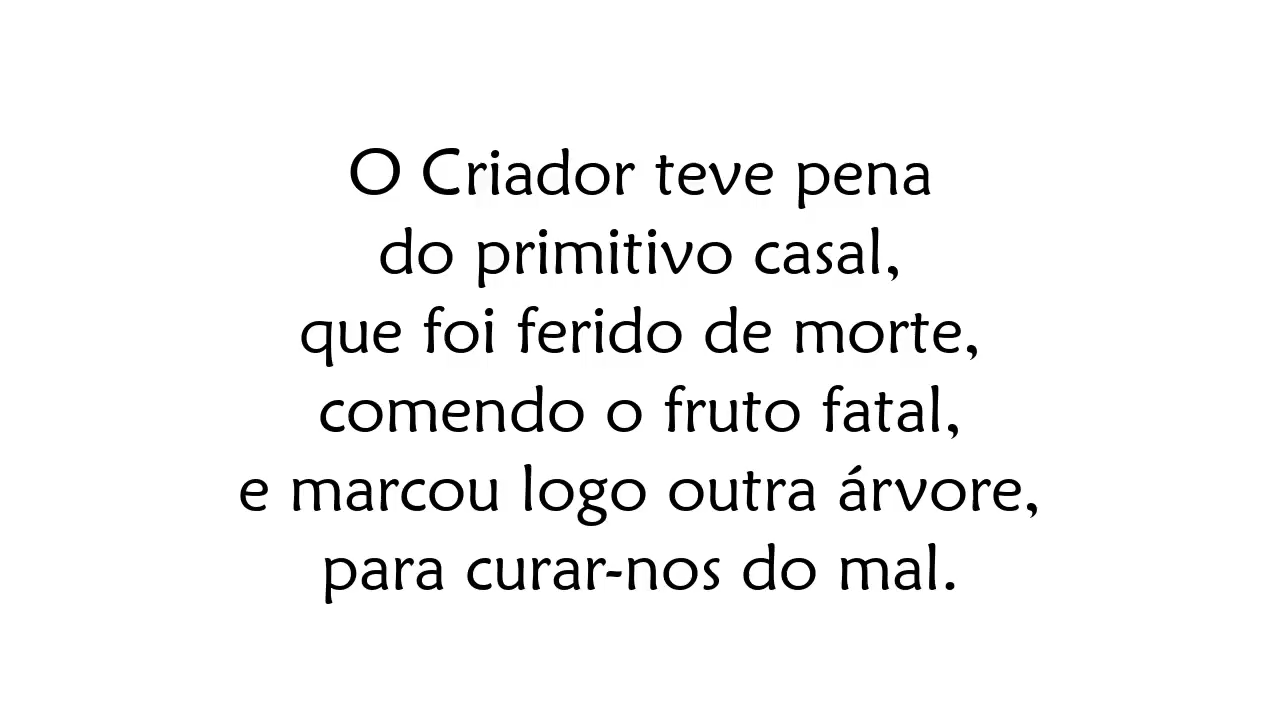 O Criador teve pena
do primitivo casal,
que foi ferido de morte,
comendo o fruto fatal,
e marcou logo outra árvore,
para curar-nos do mal.